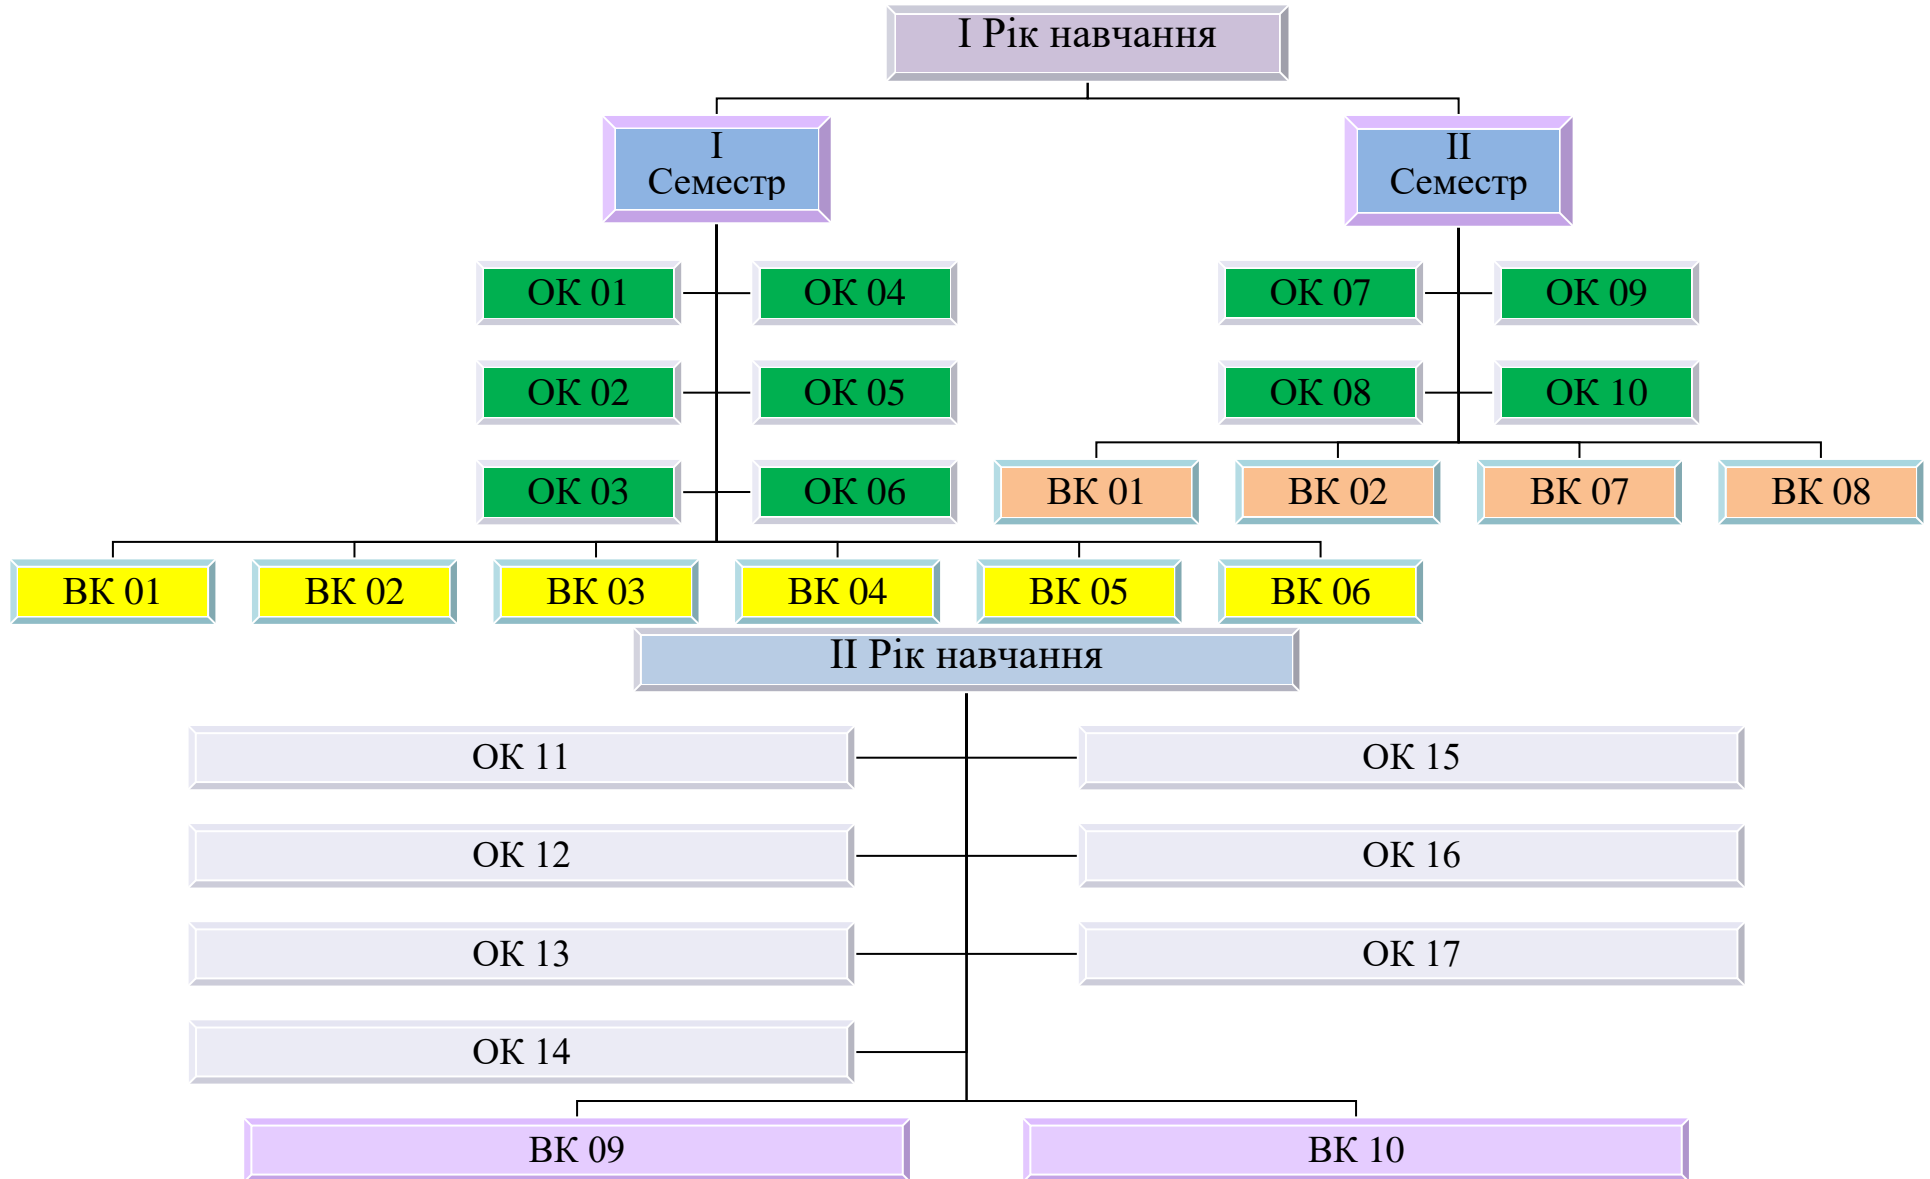 І Рік навчання
І
Семестр
ІІ
Семестр
ОК 01
ОК 04
ОК 07
ОК 09
ОК 02
ОК 05
ОК 08
ОК 10
ОК 03
ОК 06
ВК 01
ВК 02
ВК 07
ВК 08
ВК 01
ВК 02
ВК 03
ВК 04
ВК 05
ВК 06
ІІ Рік навчання
ОК 11
ОК 15
ОК 12
ОК 16
ОК 13
ОК 17
ОК 14
ВК 09
ВК 10